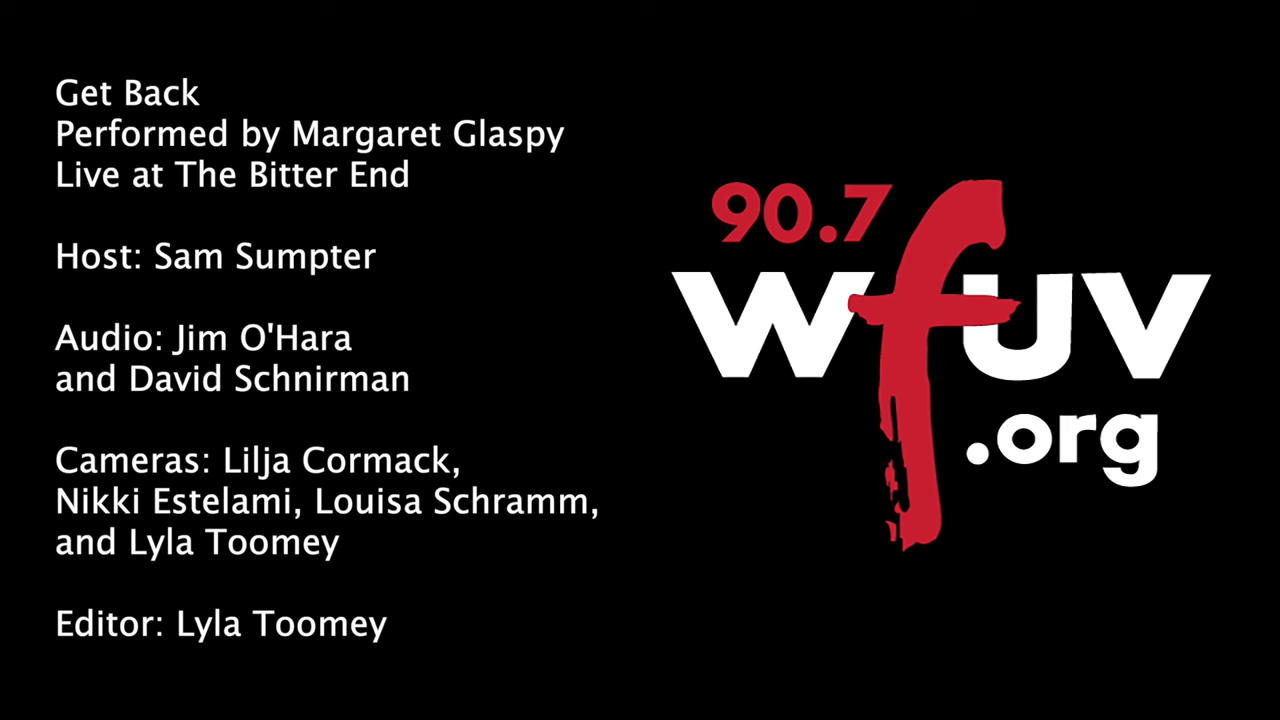 Get Back
Performed by Margaret Glaspy
Live at The Bitter End
Host: Sam Sumpter
Audio: Jim O'Hara
and David Schnirman
Cameras: Lilja Cormack,
Nikki Estelami, Louisa Schramm,
and Lyla Toomey
Editor: Lyla Toomey
90.7
wfuv
.org